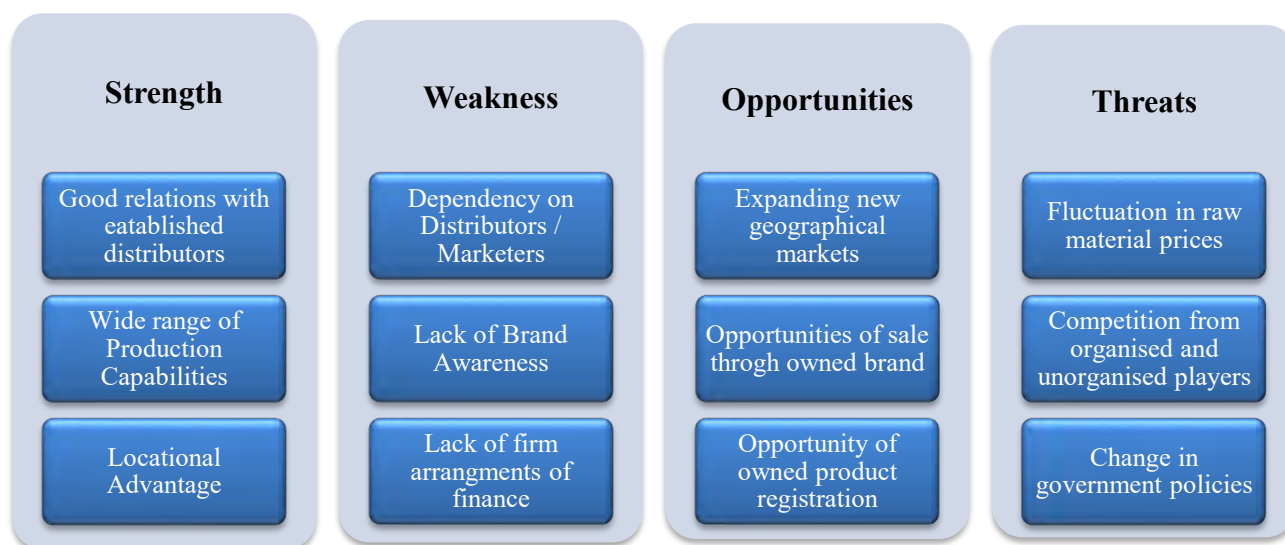 Strength
Good relations with
eatablished
distributors
Wide range of
Production
Capabilities
Locational
Advantage
Weakness
Dependency on
Distributors /
Marketers
Lack of Brand
Awareness
Lack of firm
arrangments of
finance
Opportunities
Expanding new
geographical
markets
Opportunities of sale
throgh owned brand
Opportunity of
owned product
registration
Threats
Fluctuation in raw
material prices
Competition from
organised and
unorganised players
Change in
government policies